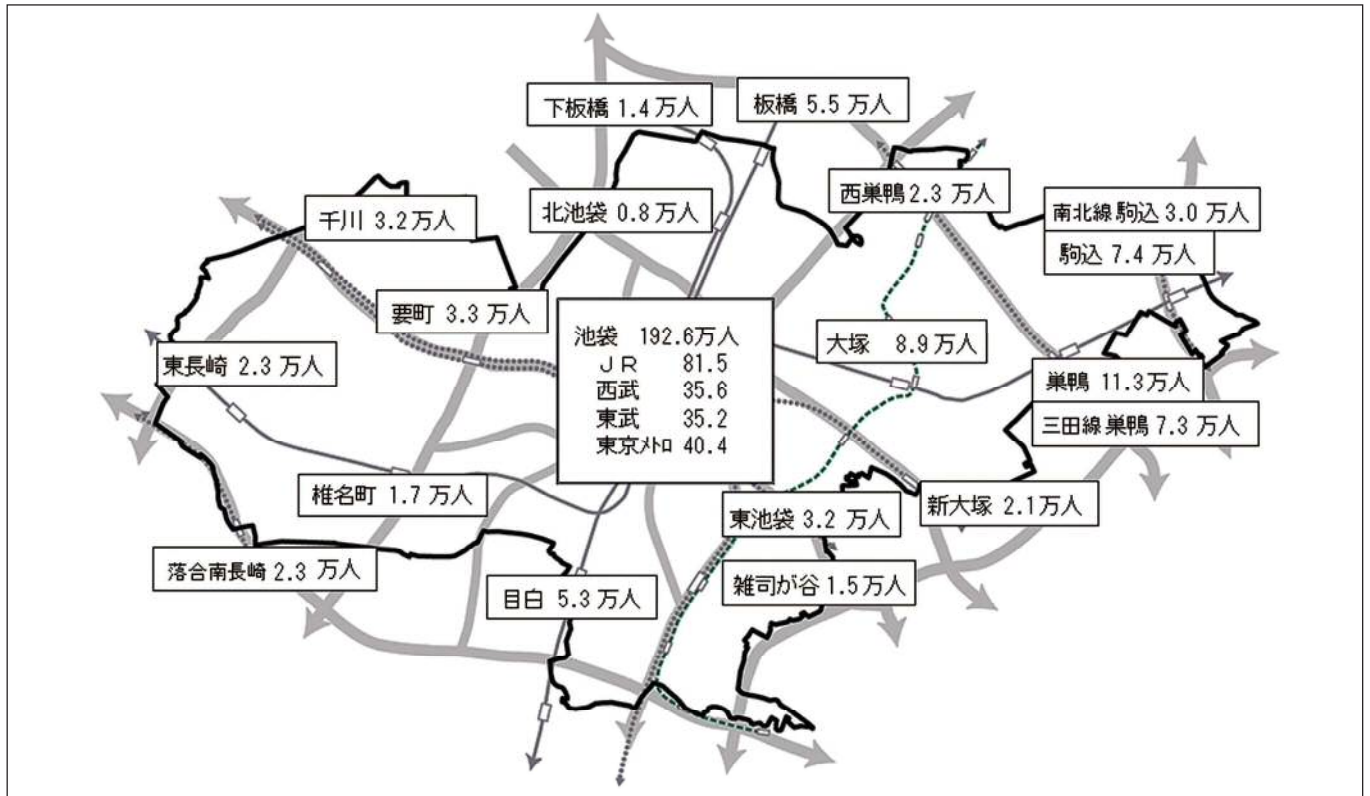 下板橋 1.4 万人
板橋 5.5 万人
西巣鴨 2.3 万人
千川 3.2 万人
北池袋 0.8 万人
南北線 駒込 3.0 万人
駒込 7.4 万人
要町 3.3 万人
池袋 192.6万人
JR 81.5
西武 35.6
東武 35.2
東京メトロ 40.4
大塚 8.9 万人
東長崎 2.3 万人
巣鴨 11.3万人
三田線 巣鴨 7.3 万人
椎名町 1.7 万人
東池袋 3.2 万人
新大塚 2.1万人
落合南長崎 2.3 万人
目白 5.3 万人
雑司が谷 1.5万人